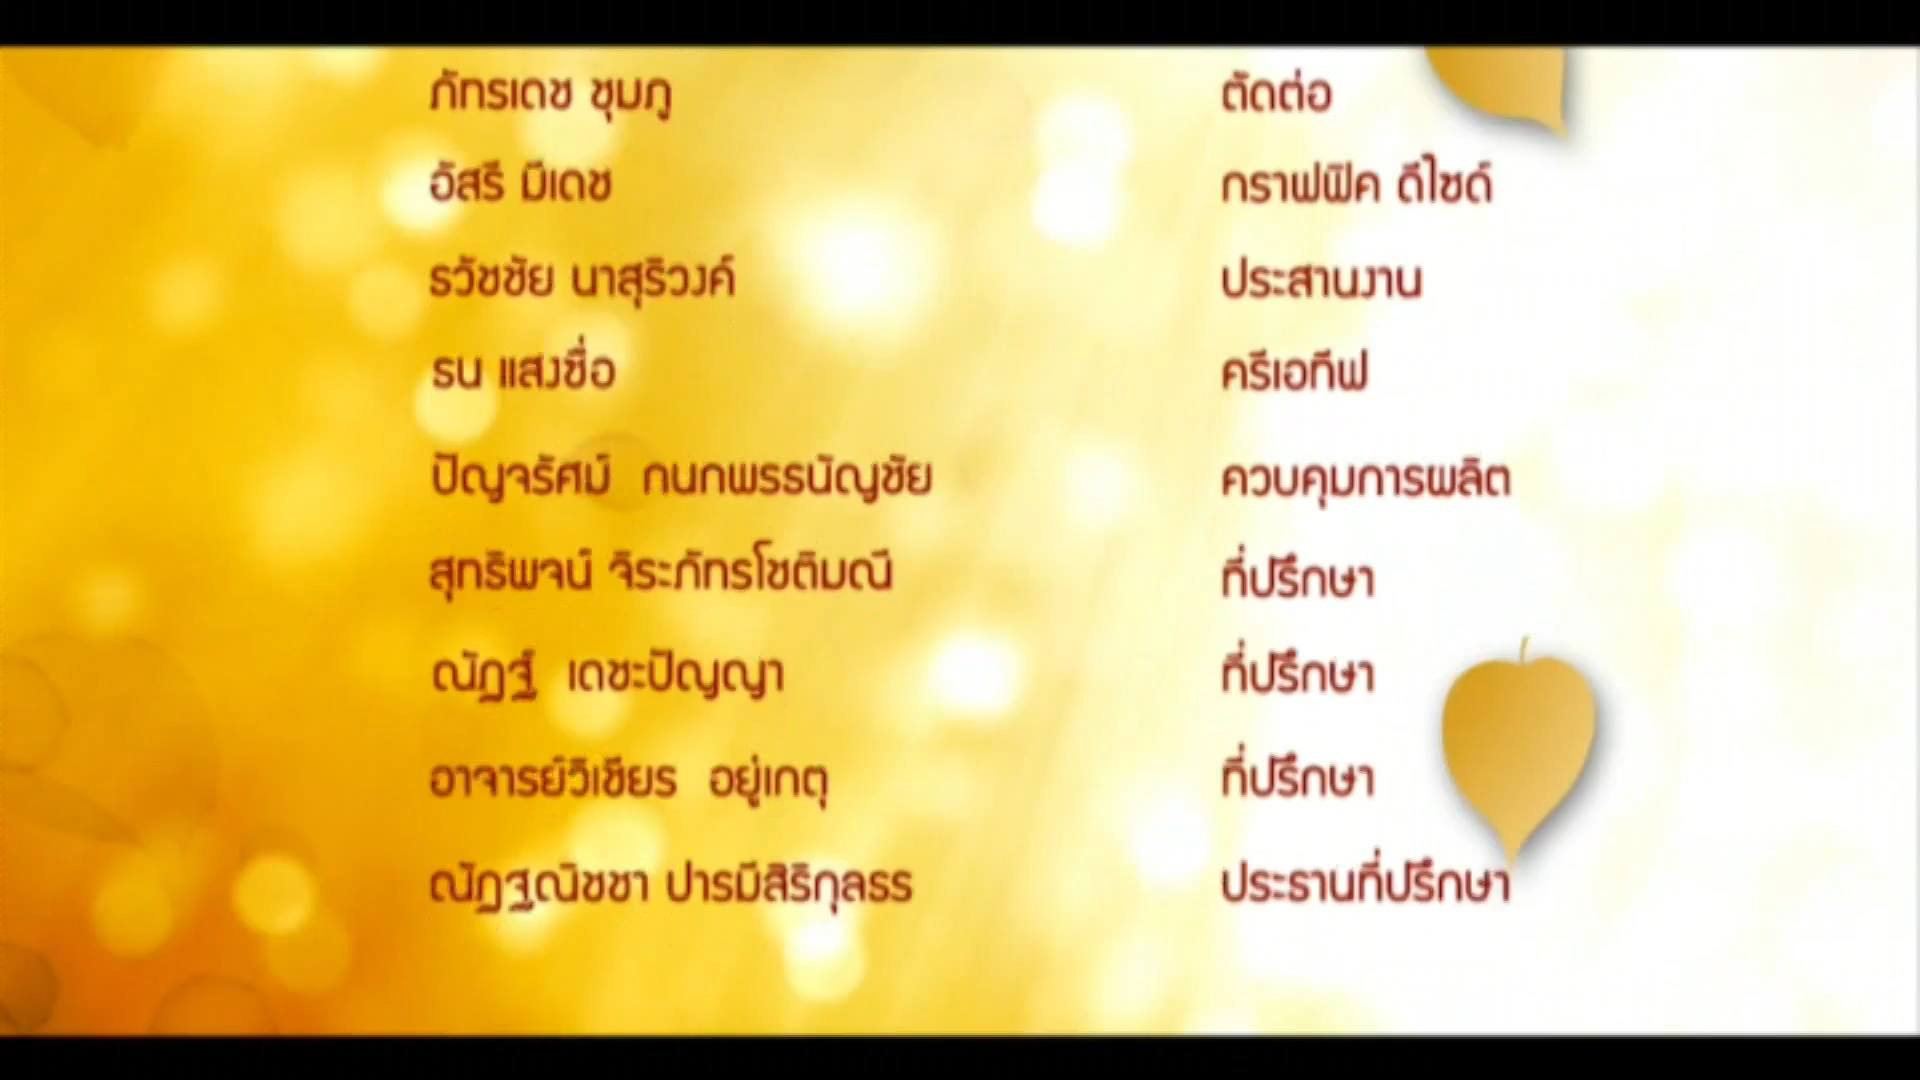 ภัทรเดช ชุมภู ตัดต่อ
อัสรี มีเดช กราฟฟิค ดีไซด์
ธวัชชัย นาสุริวงค์ ประสานงาน
ธน แสงชื่อ ครีเอทีฟ
ปัญจรัศม์ กนกพรรธนัญชัย ควบคุมการผลิต
สุทธิพจน์ จิระภัทรโชติมณี ที่ปรึกษา
ณัฏฐ์ เดชะปัญญา ที่ปรึกษา
อาจารย์วิเชียร อยู่เกตุ ที่ปรึกษา
ณัฏฐณิชชา ปารมีสิริกุลธร ประธานที่ปรึกษา